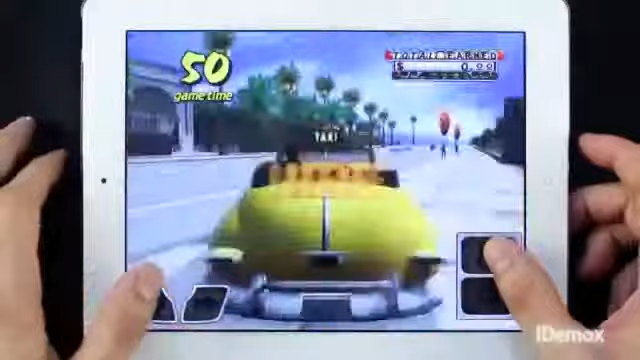 50
game time
TOTAL EARNED
$ 0.00
TAXI
IDemox